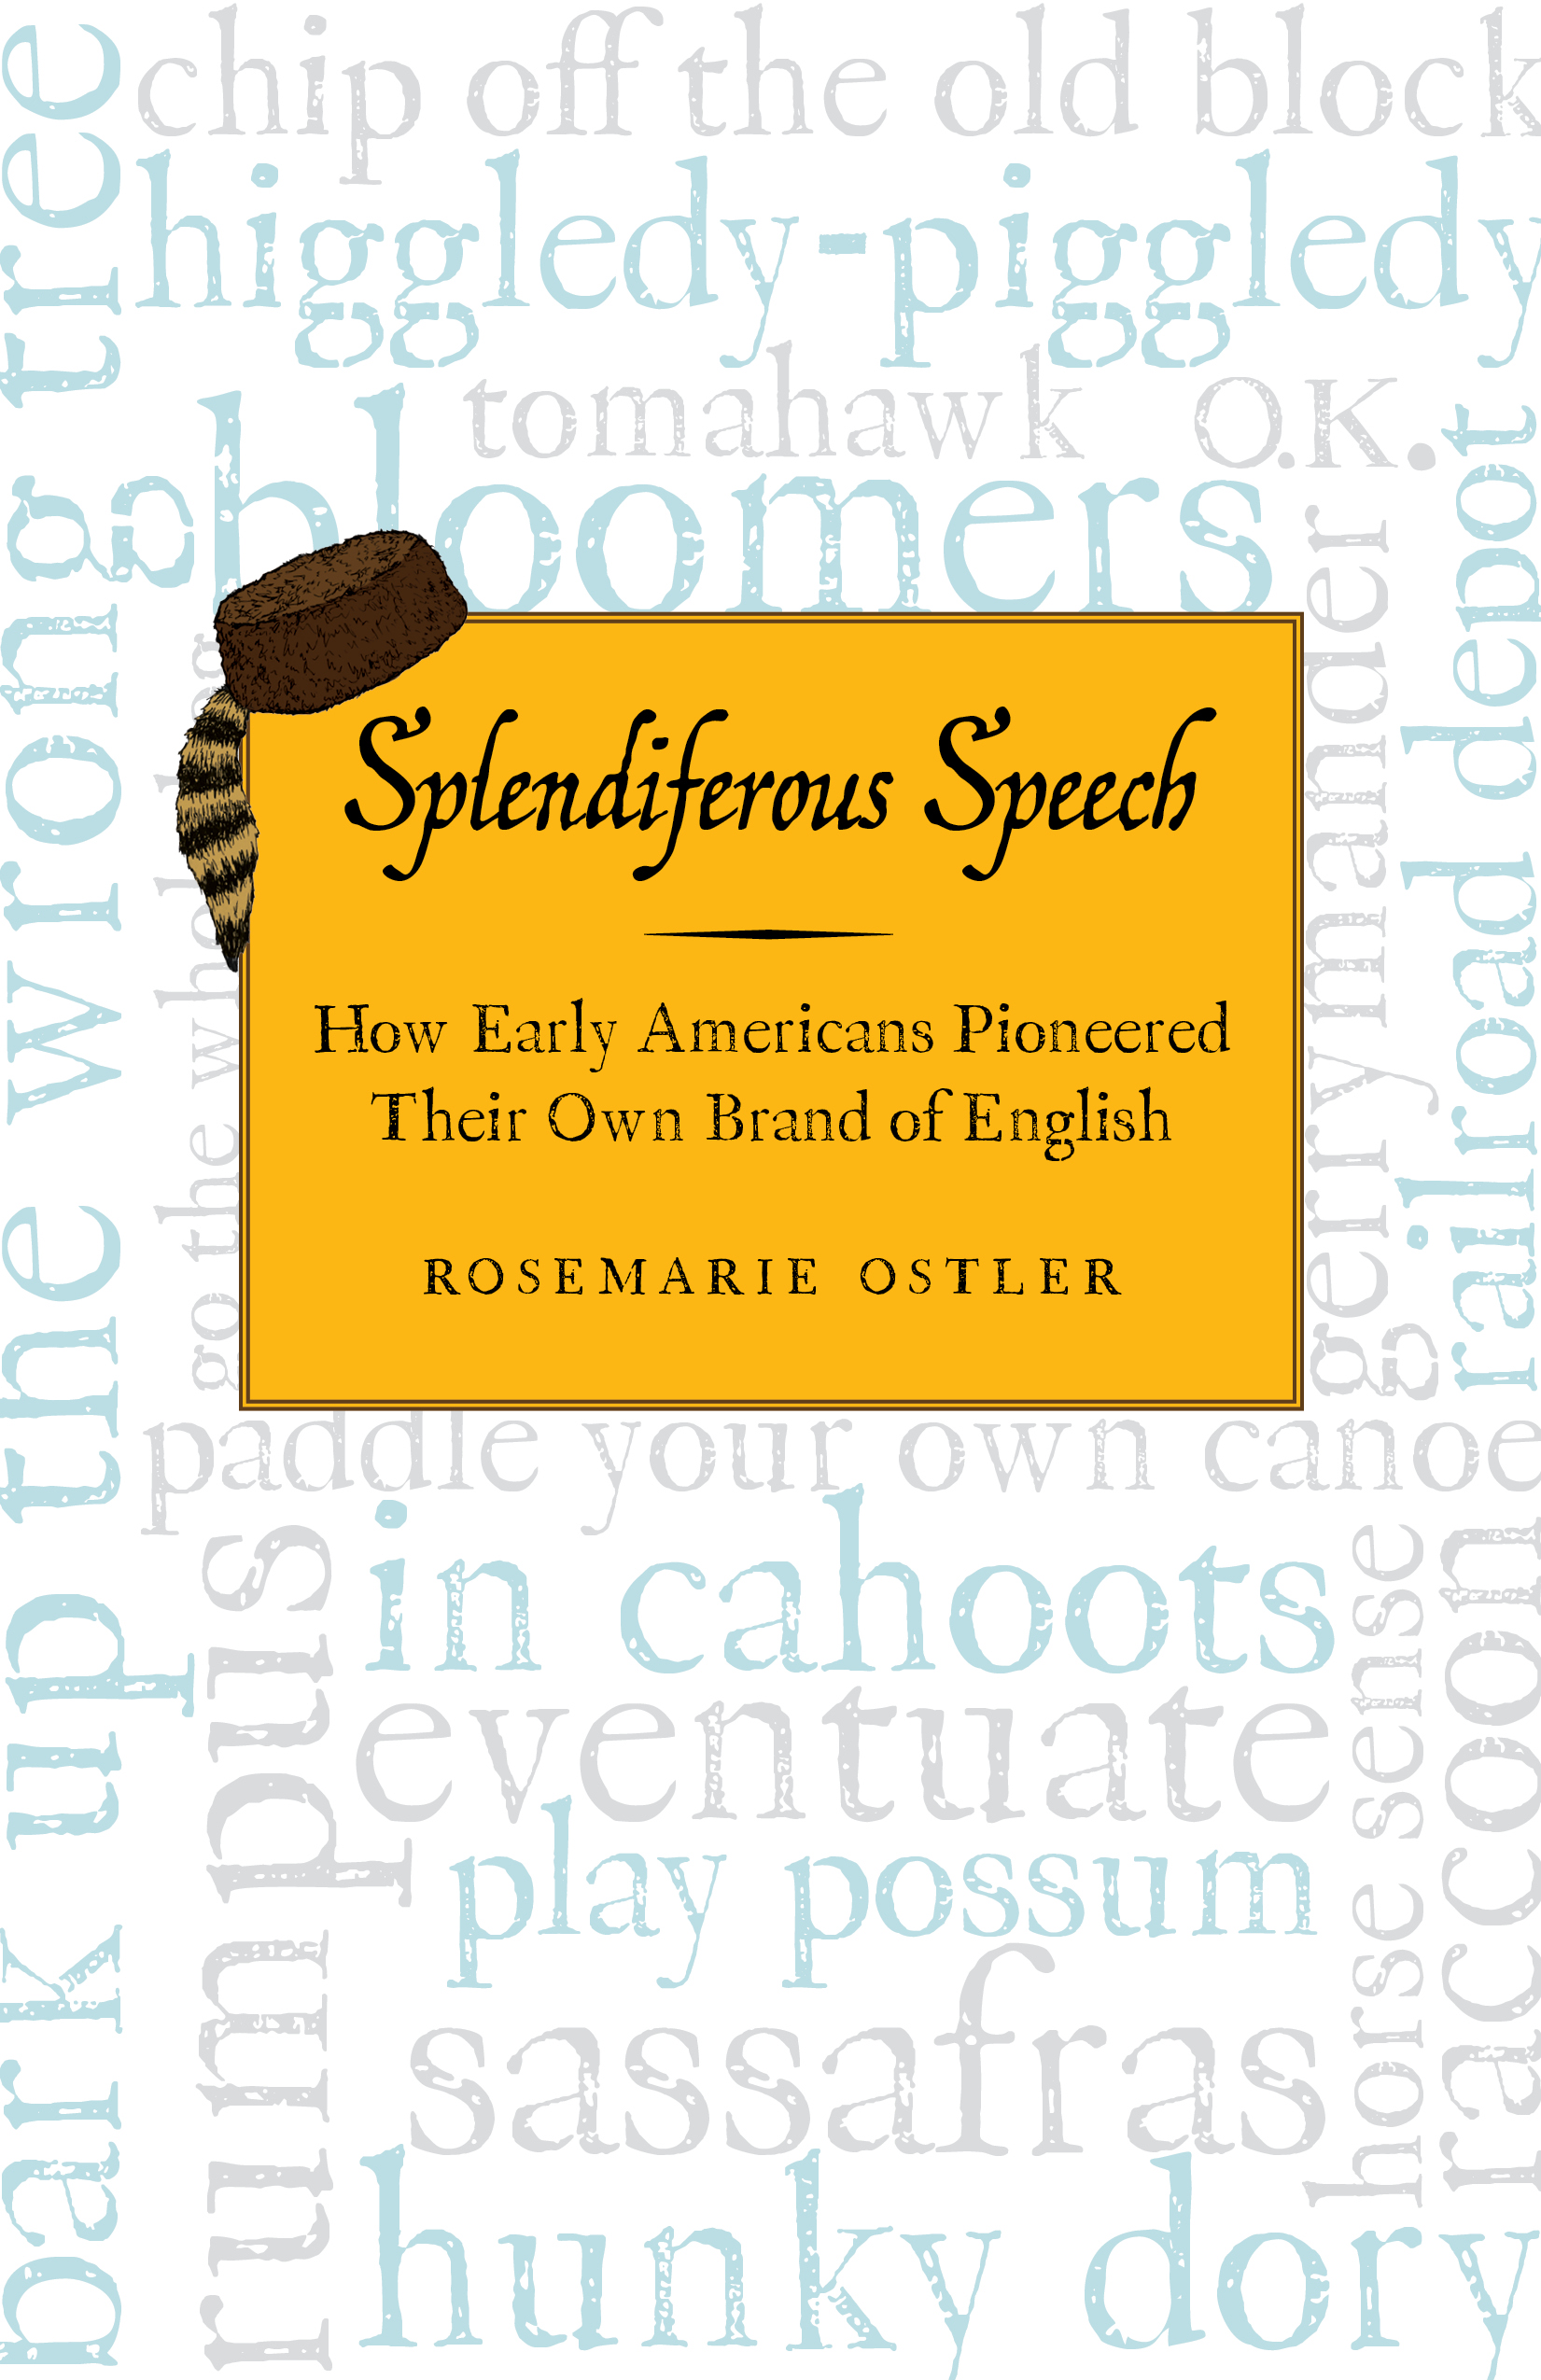 chip off the old block
higgledy-piggledy
tomahawk O.K.
bloomers
bark up the wrong tree
go the whole
gerrymander
railroad depot
Splendiferous Speech
How Early Americans Pioneered
Their Own Brand of English
ROSEMARIE OSTLER
paddle your own canoe
rumpus
in cahoots
eventuate
play possum
sassafras
hunky dory
horse sense
raccoon